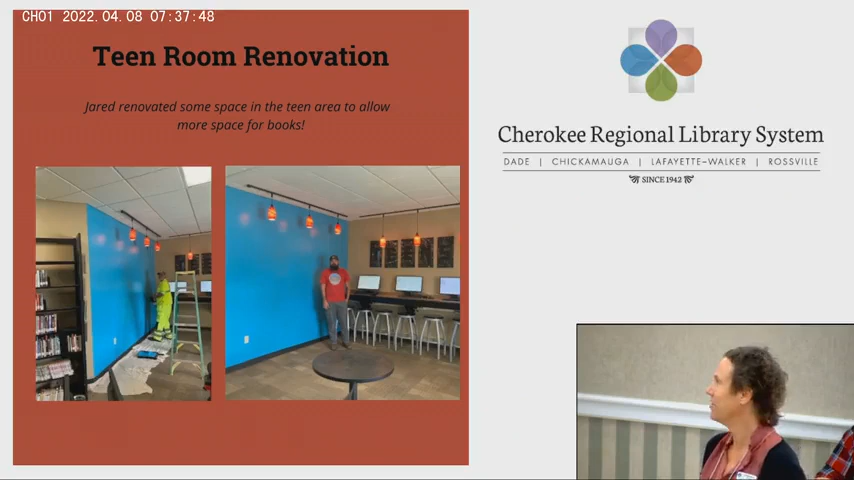 CH01 2022.04.08 07:37:48
Teen Room Renovation
Jared renovated some space in the teen area to allow
more space for books!
Cherokee Regional Library System
DADE | CHICKAMAUGA | LAFAYETTE–WALKER | ROSSVILLE
SINCE 1942